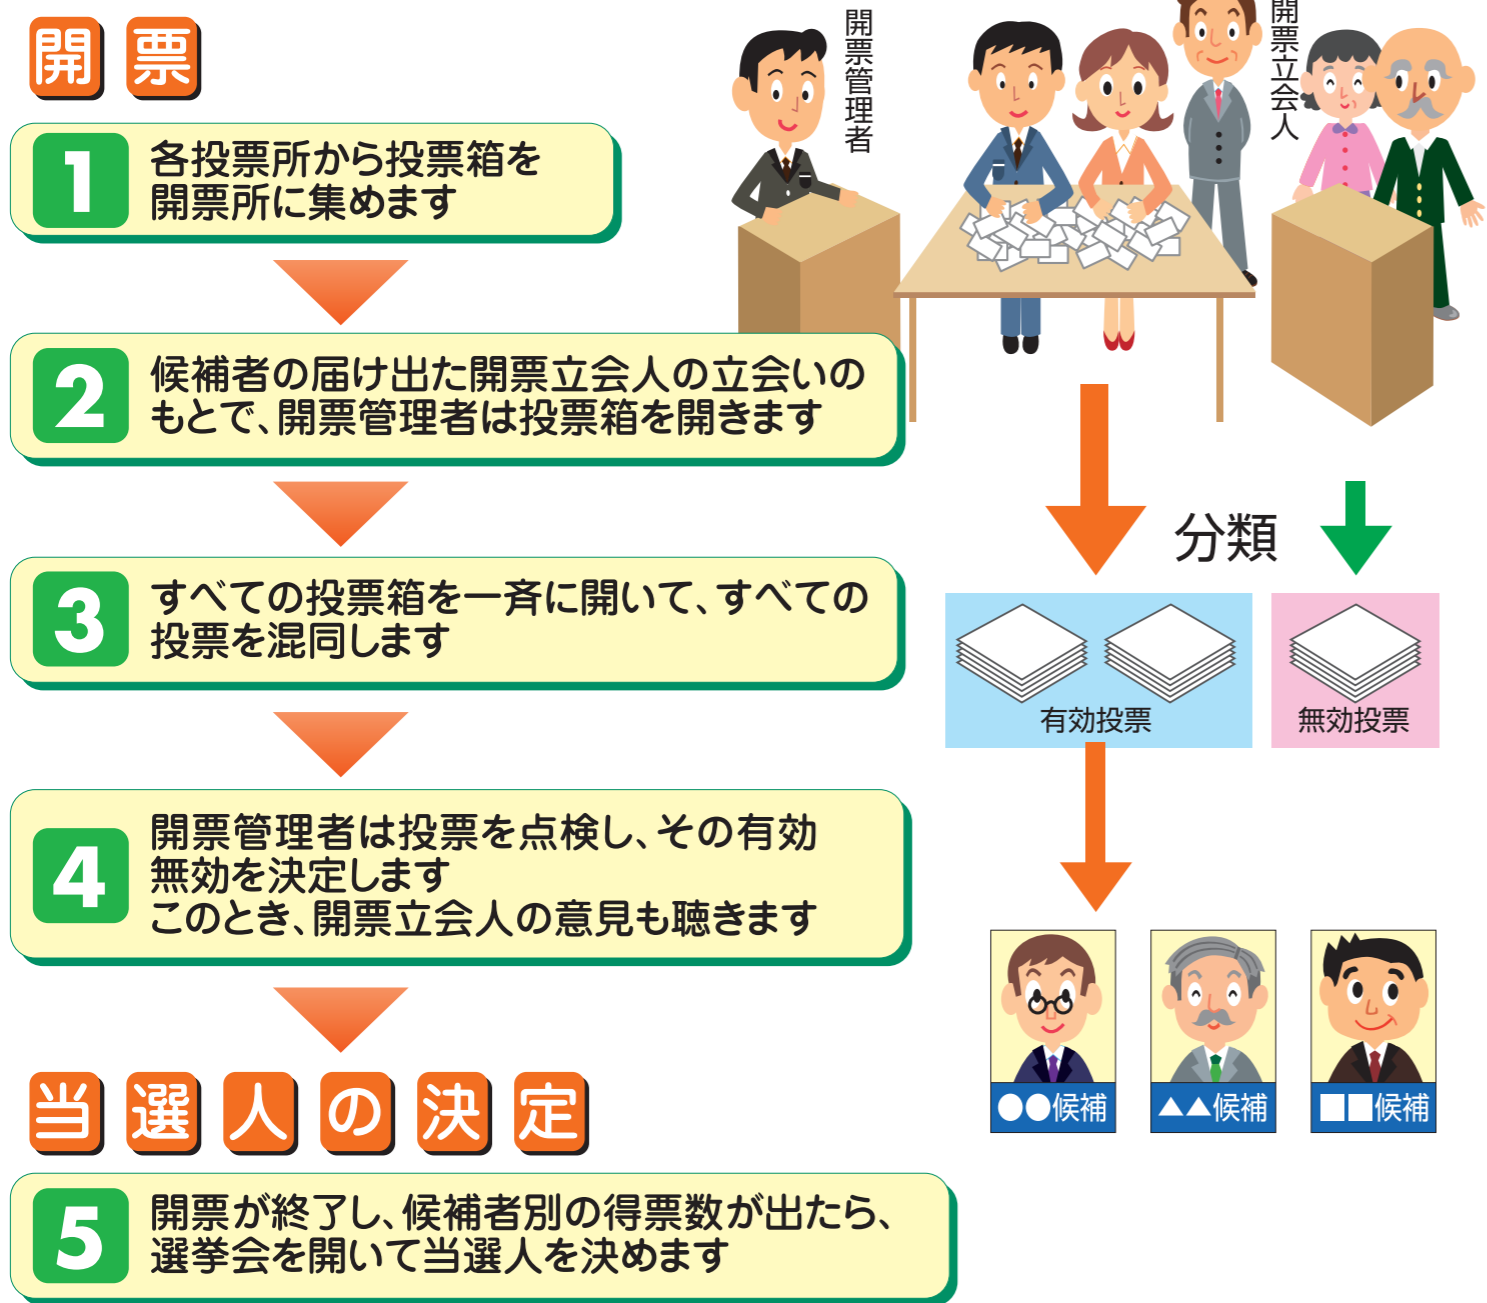 開票
1
各投票所から投票箱を
開票所に集めます
2
候補者の届け出た開票立会人の立会いの
もとで、開票管理者は投票箱を開きます
3
すべての投票箱を一斉に開いて、すべての
投票を混同します
4
開票管理者は投票を点検し、その有効
無効を決定します
このとき、開票立会人の意見も聴きます
当選人の決定
5
開票が終了し、候補者別の得票数が出たら、
選挙会を開いて当選人を決めます
開票管理者
開票立会人
分類
有効投票
無効投票
●●候補
▲▲候補
■■候補